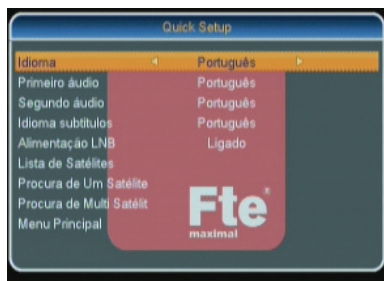 Quick Setup
Idioma Português
Primeiro áudio Português
Segundo áudio Português
Idioma subtitulos Português
Alimentação LNB Ligado
Lista de Satélites
Procura de Um Satélite
Procura de Multi Satélit
Menu Principal
Fte®
maximal